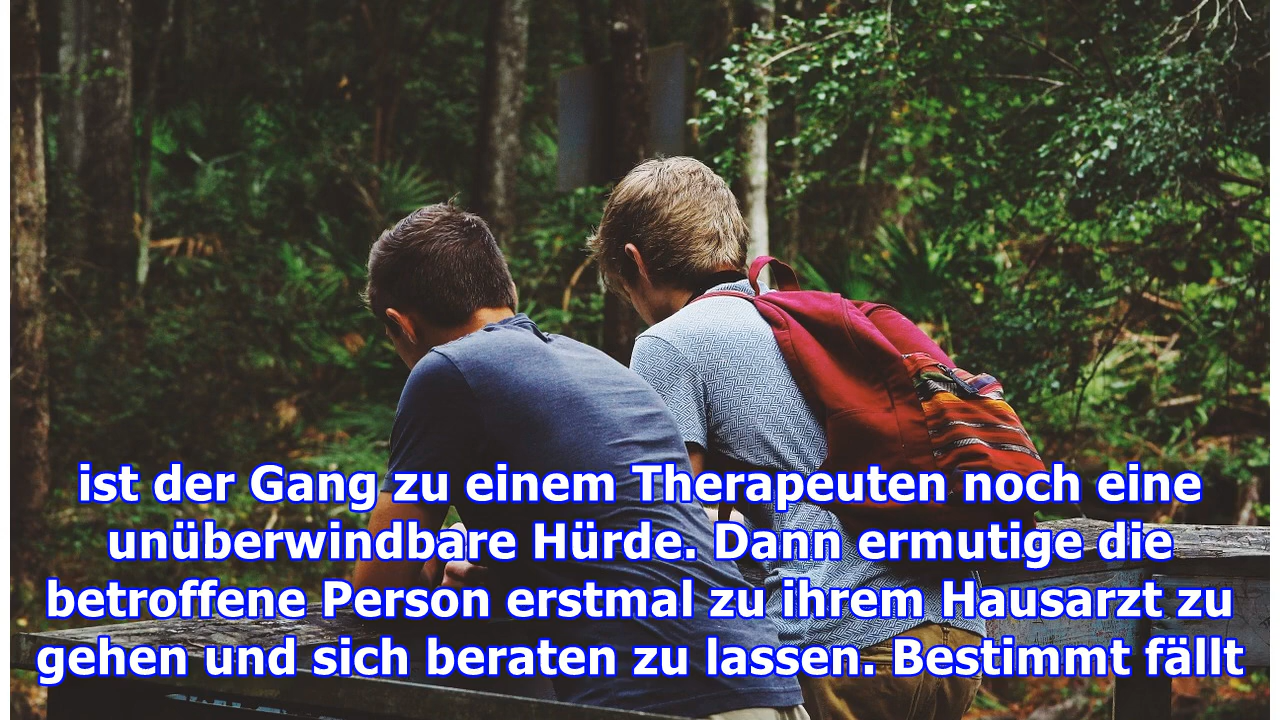 ist der Gang zu einem Therapeuten noch eine
unüberwindbare Hürde. Dann ermutige die
betroffene Person erstmal zu ihrem Hausarzt zu
gehen und sich beraten zu lassen. Bestimmt fällt